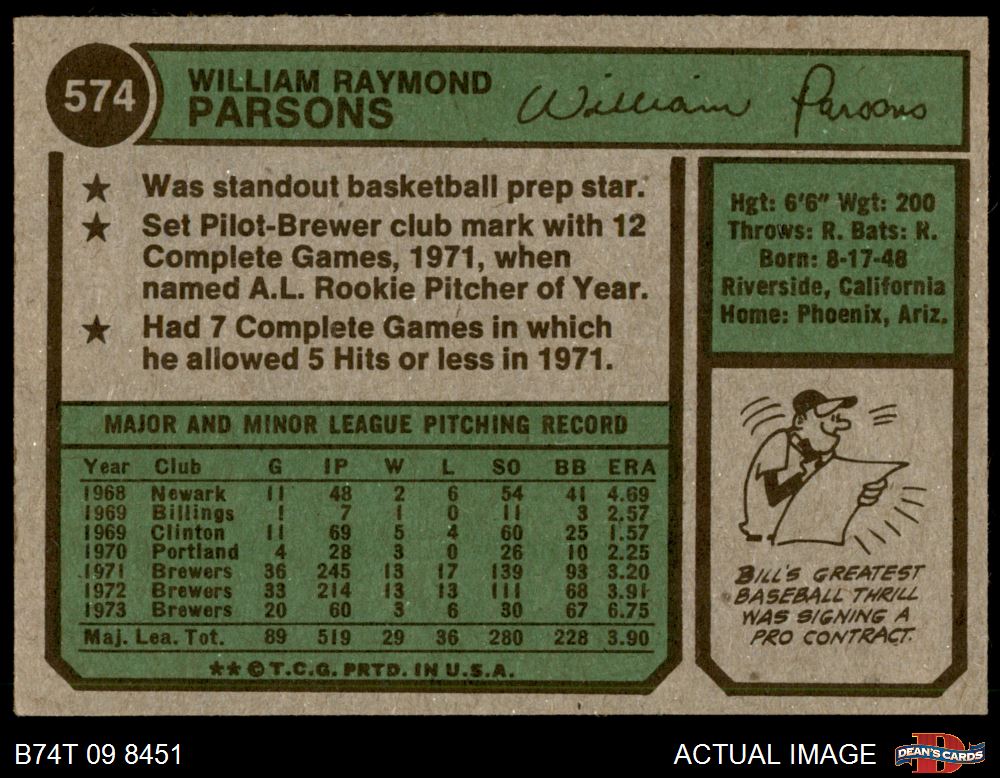 574
WILLIAM RAYMOND
PARSONS
William Parsons
★ Was standout basketball prep star.
★ Set Pilot-Brewer club mark with 12
Complete Games, 1971, when
named A.L. Rookie Pitcher of Year.
★ Had 7 Complete Games in which
he allowed 5 Hits or less in 1971.
Hgt: 6'6" Wgt: 200
Throws: R. Bats: R.
Born: 8-17-48
Riverside, California
Home: Phoenix, Ariz.
MAJOR AND MINOR LEAGUE PITCHING RECORD
Year Club G IP W L SO BB ERA
1968 Newark 11 48 2 6 54 41 4.69
1969 Billings 1 7 1 0 11 3 2.57
1969 Clinton 11 69 5 4 60 25 1.57
1970 Portland 4 28 3 0 26 10 2.25
1971 Brewers 36 245 13 17 139 93 3.20
1972 Brewers 33 214 13 13 111 68 3.91
1973 Brewers 20 60 3 6 30 67 6.75
Maj. Lea. Tot. 89 519 29 36 280 228 3.90
★★ © T.C.G. PRTD. IN U.S.A.
BILL'S GREATEST
BASEBALL THRILL
WAS SIGNING A
PRO CONTRACT.
B74T 09 8451
ACTUAL IMAGE
D
DEAN'S CARDS